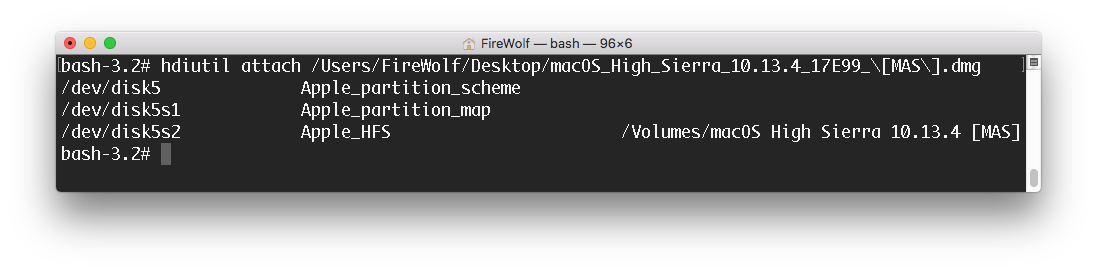 FireWolf — bash — 96×6
bash-3.2# hdiutil attach /Users/FireWolf/Desktop/macOS_High_Sierra_10.13.4_17E99_\[MAS\].dmg
/dev/disk5 Apple_partition_scheme
/dev/disk5s1 Apple_partition_map
/dev/disk5s2 Apple_HFS /Volumes/macOS High Sierra 10.13.4 [MAS]
bash-3.2#